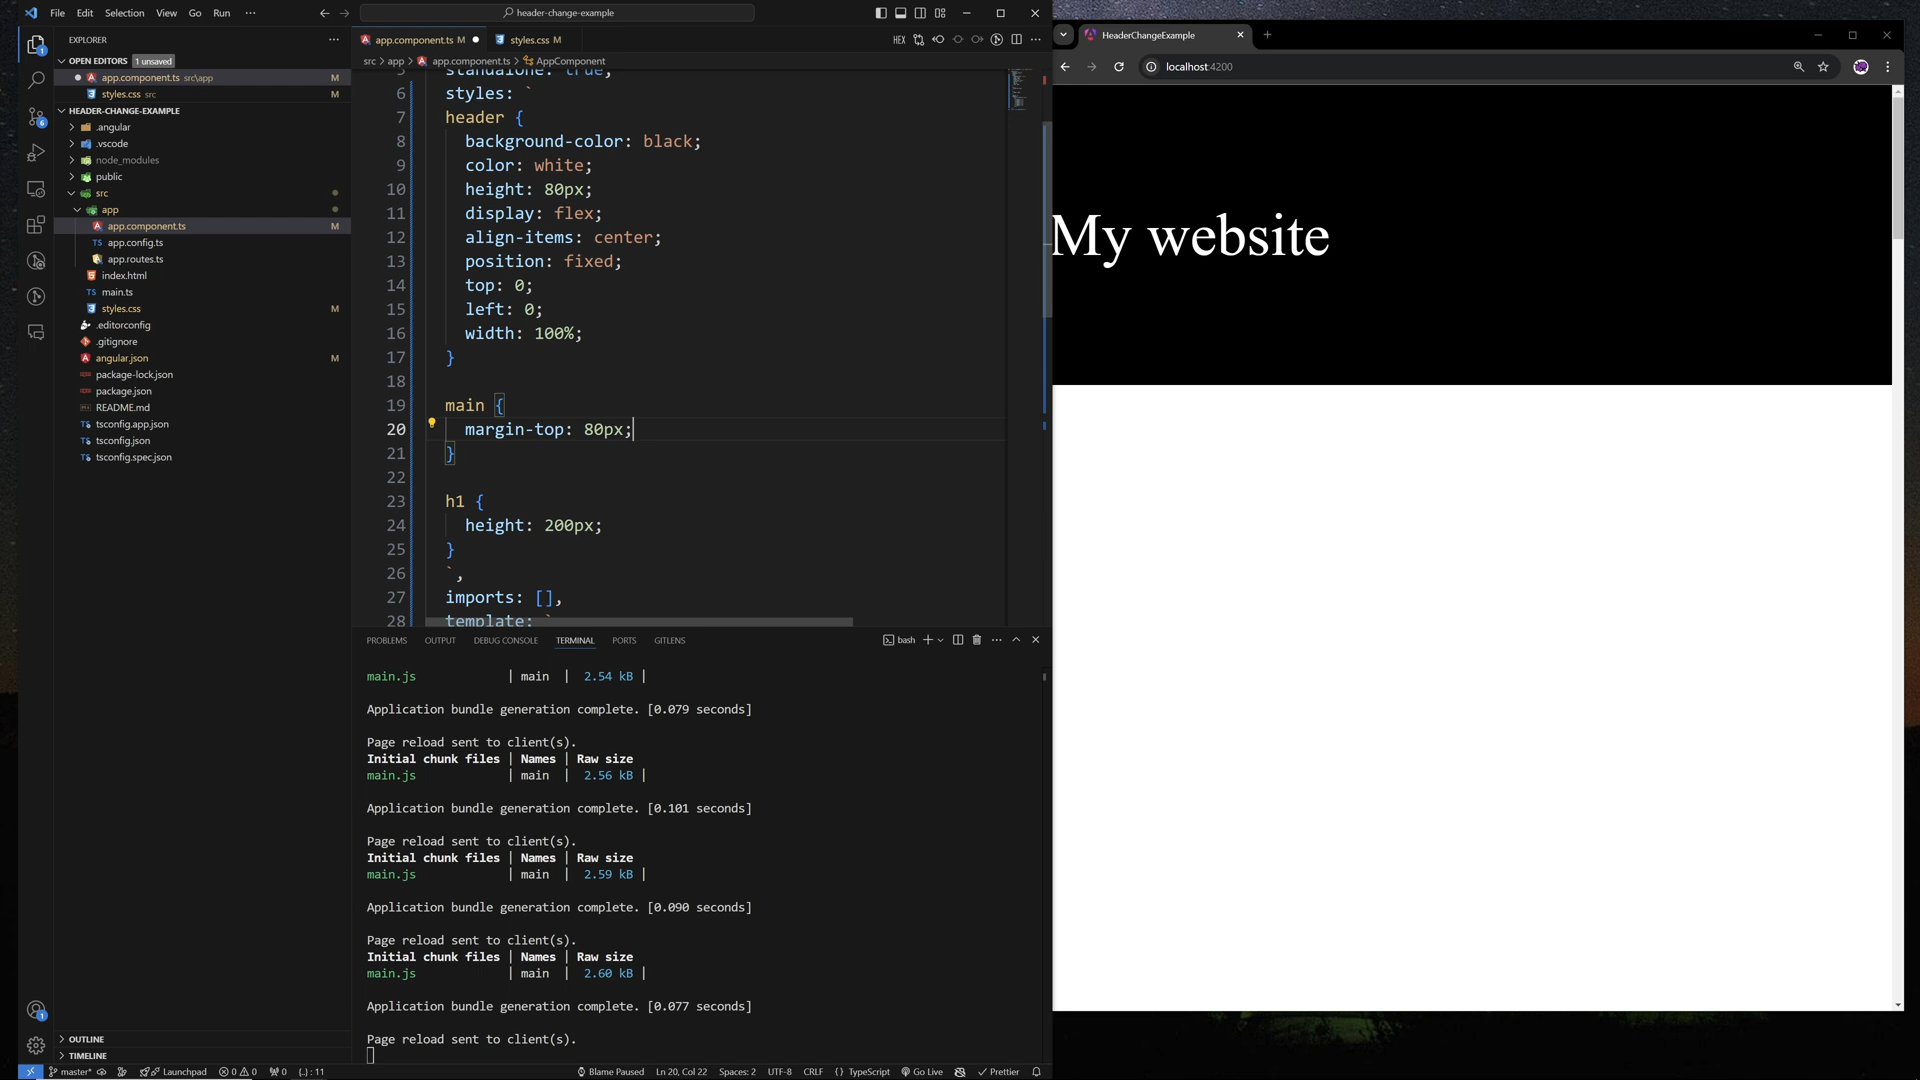 File Edit Selection View Go Run ··· header-change-example
EXPLORER
OPEN EDITORS 1 unsaved
app.component.ts src\app M
styles.css src M
HEADER-CHANGE-EXAMPLE
.angular
.vscode
node_modules
public
src
app
app.component.ts M
app.config.ts
app.routes.ts
index.html
main.ts
styles.css M
.editorconfig
.gitignore
angular.json M
package-lock.json
package.json
README.md
tsconfig.app.json
tsconfig.json
tsconfig.spec.json
OUTLINE
TIMELINE
app.component.ts M styles.css M
HEX
src > app > app.component.ts > AppComponent
5 standalone: true,
6 styles: `
7 header {
8 background-color: black;
9 color: white;
10 height: 80px;
11 display: flex;
12 align-items: center;
13 position: fixed;
14 top: 0;
15 left: 0;
16 width: 100%;
17 }
18
19 main {
20 margin-top: 80px;
21 }
22
23 h1 {
24 height: 200px;
25 }
26 `,
27 imports: [],
28 template: `
PROBLEMS OUTPUT DEBUG CONSOLE TERMINAL PORTS GITLENS bash
main.js | main | 2.54 kB |
Application bundle generation complete. [0.079 seconds]
Page reload sent to client(s).
Initial chunk files | Names | Raw size
main.js | main | 2.56 kB |
Application bundle generation complete. [0.101 seconds]
Page reload sent to client(s).
Initial chunk files | Names | Raw size
main.js | main | 2.59 kB |
Application bundle generation complete. [0.090 seconds]
Page reload sent to client(s).
Initial chunk files | Names | Raw size
main.js | main | 2.60 kB |
Application bundle generation complete. [0.077 seconds]
Page reload sent to client(s).
master* Launchpad 0 0 0 {..} : 11 Blame Paused Ln 20, Col 22 Spaces: 2 UTF-8 CRLF {} TypeScript Go Live Prettier
HeaderChangeExample
localhost:4200
My website